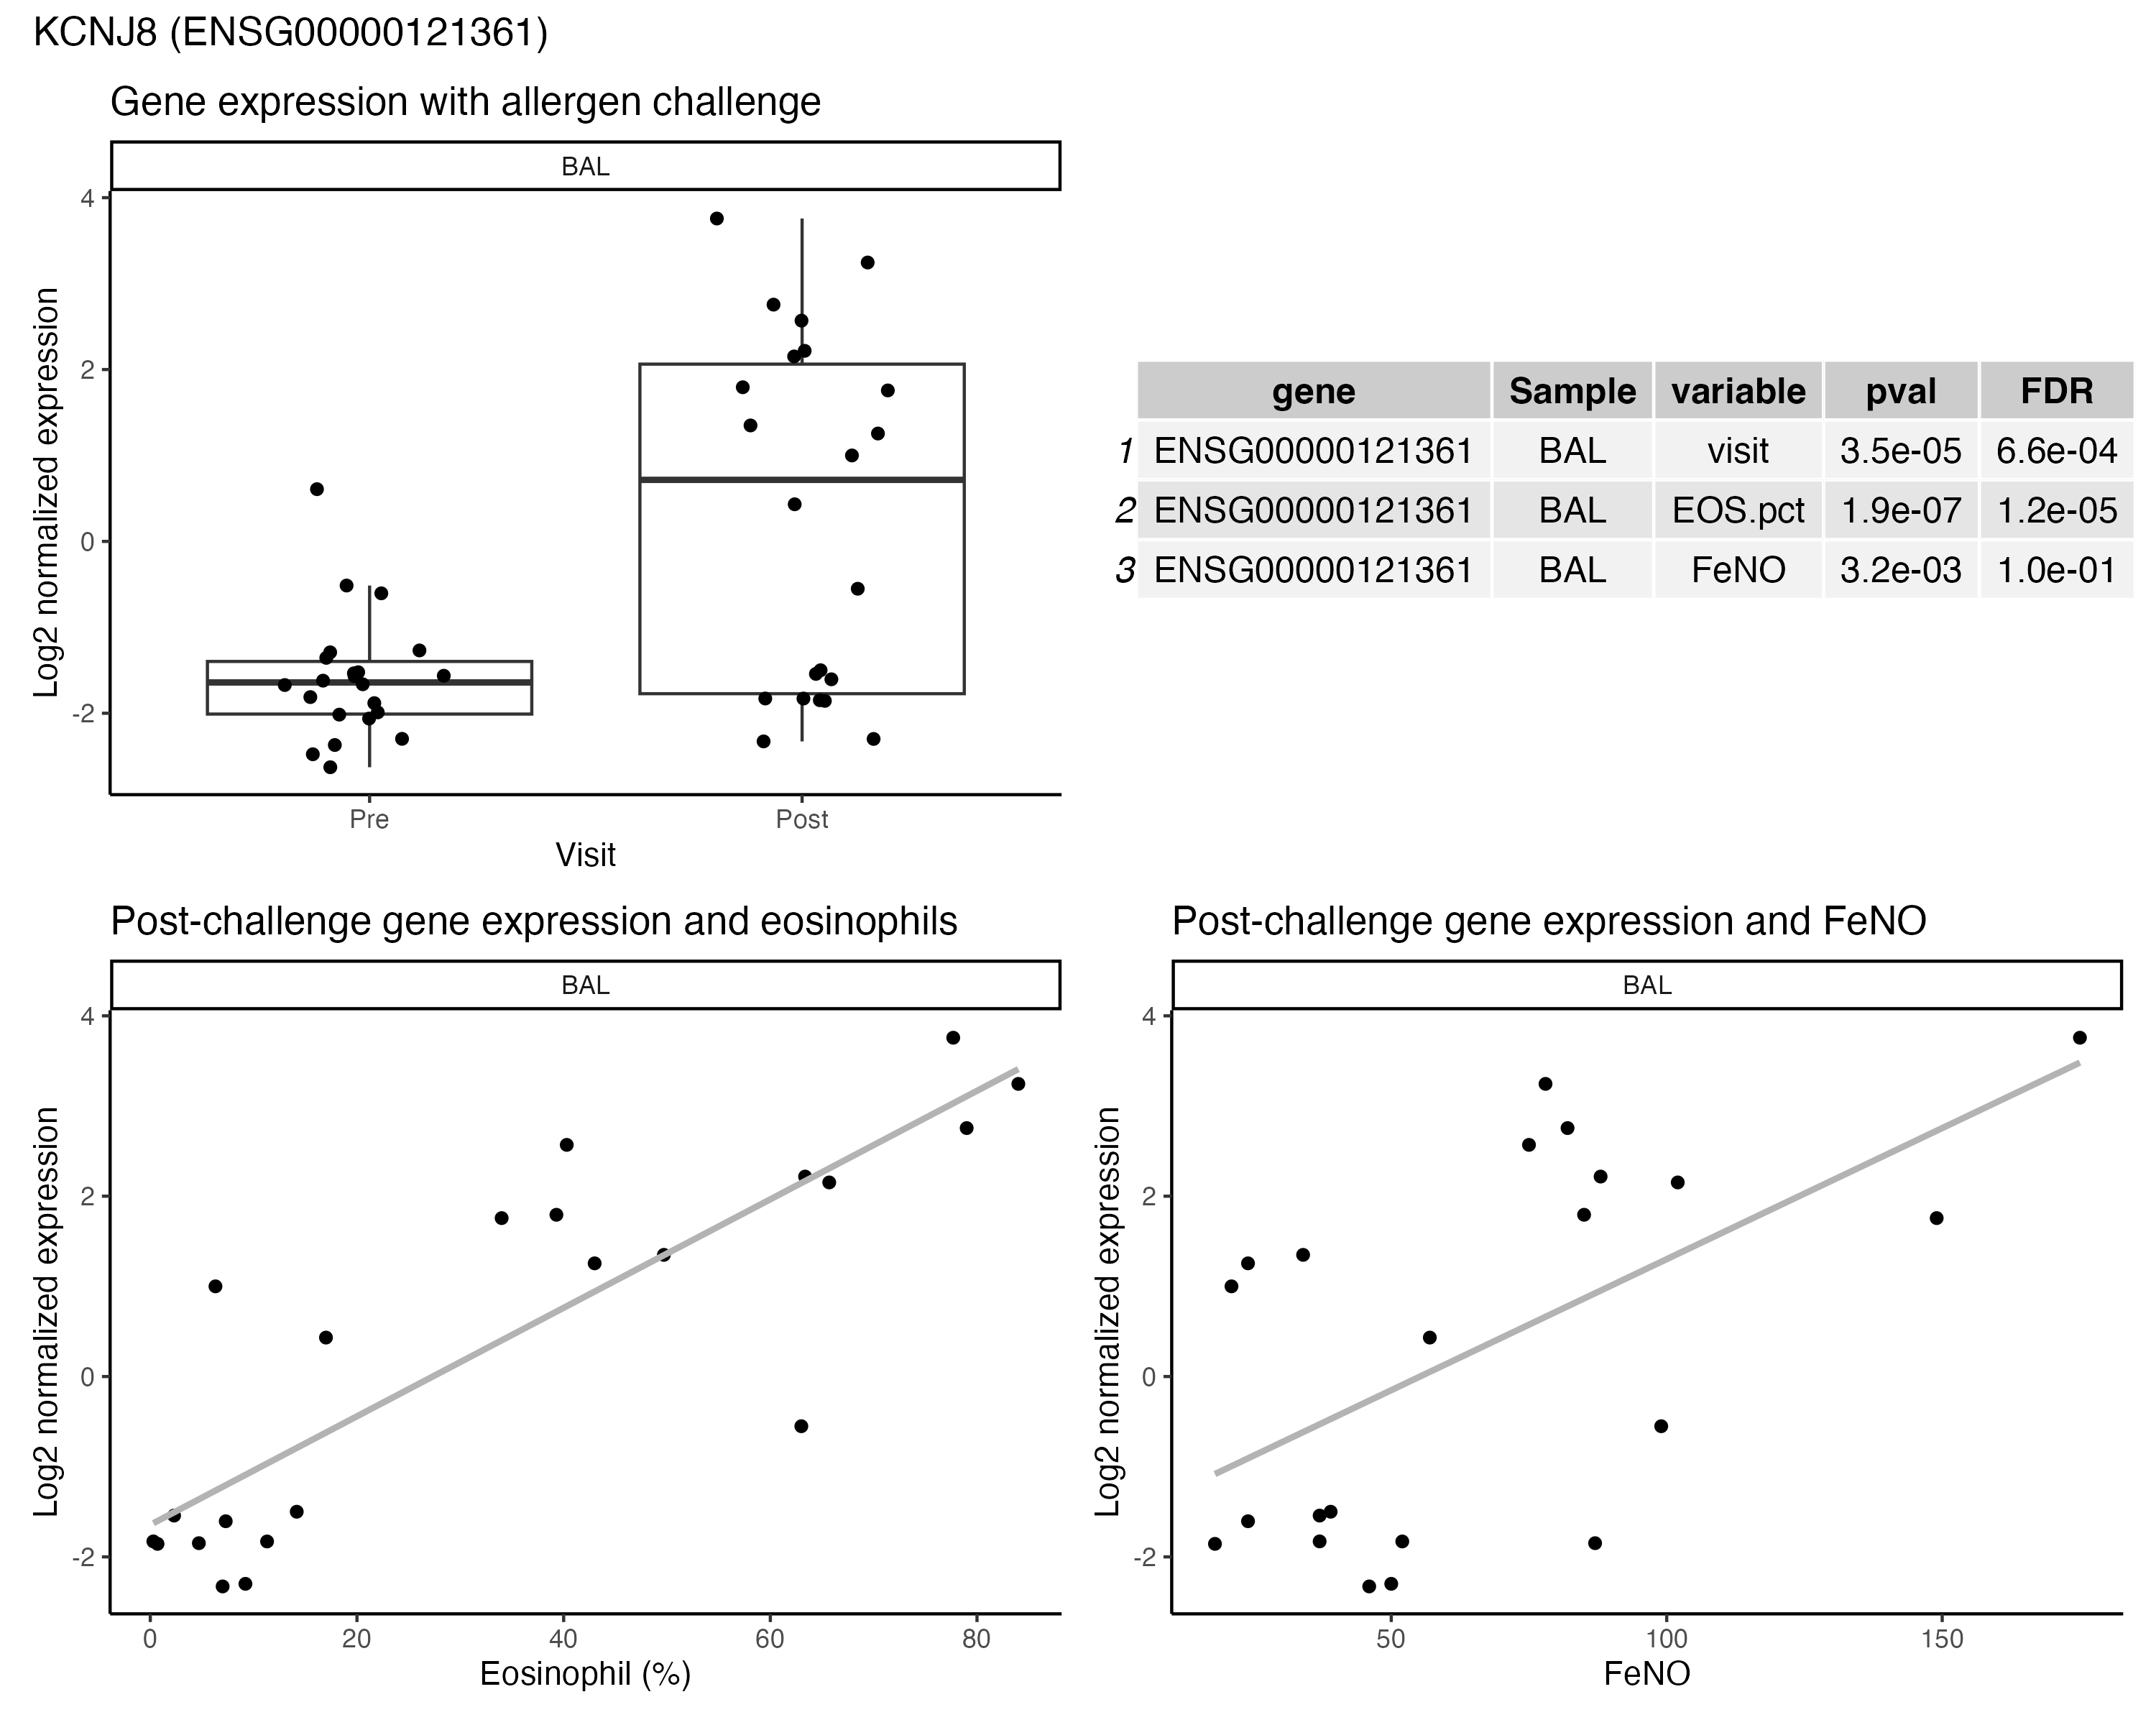 KCNJ8 (ENSG00000121361)
Gene expression with allergen challenge
BAL
Log2 normalized expression
4
2
0
-2
Pre
Post
Visit
gene Sample variable pval FDR
1 ENSG00000121361 BAL visit 3.5e-05 6.6e-04
2 ENSG00000121361 BAL EOS.pct 1.9e-07 1.2e-05
3 ENSG00000121361 BAL FeNO 3.2e-03 1.0e-01
Post-challenge gene expression and eosinophils
BAL
Log2 normalized expression
4
2
0
-2
0 20 40 60 80
Eosinophil (%)
Post-challenge gene expression and FeNO
BAL
Log2 normalized expression
4
2
0
-2
50 100 150
FeNO